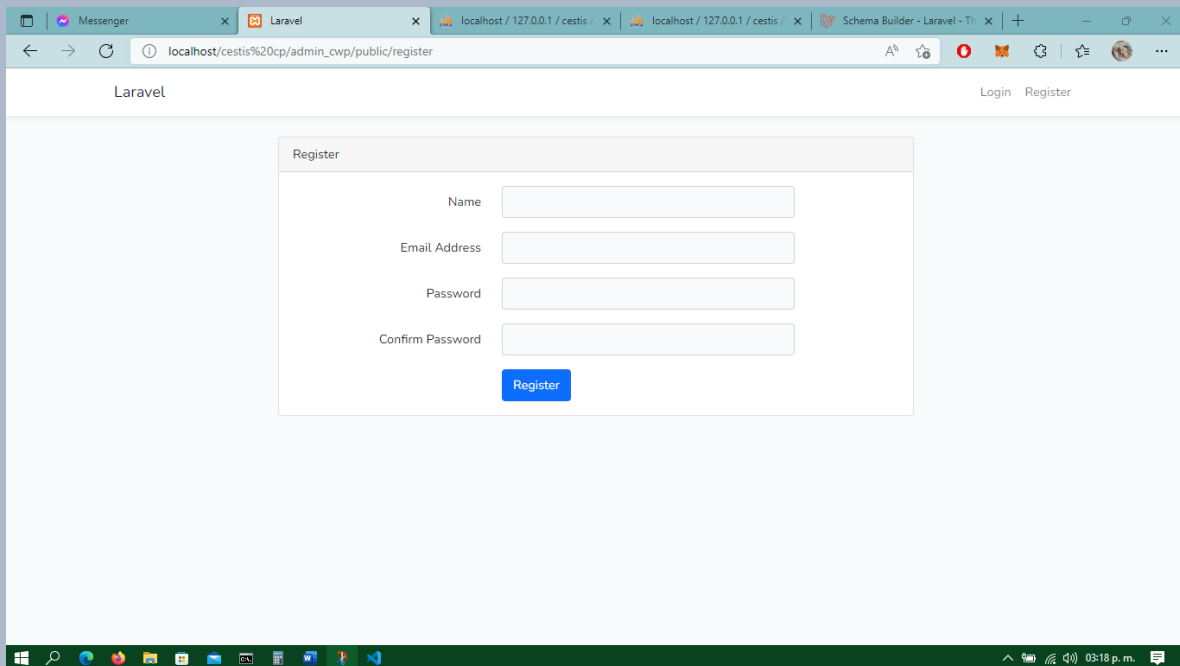 Messenger
Laravel
localhost / 127.0.0.1 / cestis /
localhost / 127.0.0.1 / cestis /
Schema Builder - Laravel - Th
localhost/cestis%20cp/admin_cwp/public/register
Laravel
Login Register
Register
Name
Email Address
Password
Confirm Password
Register
03:18 p. m.